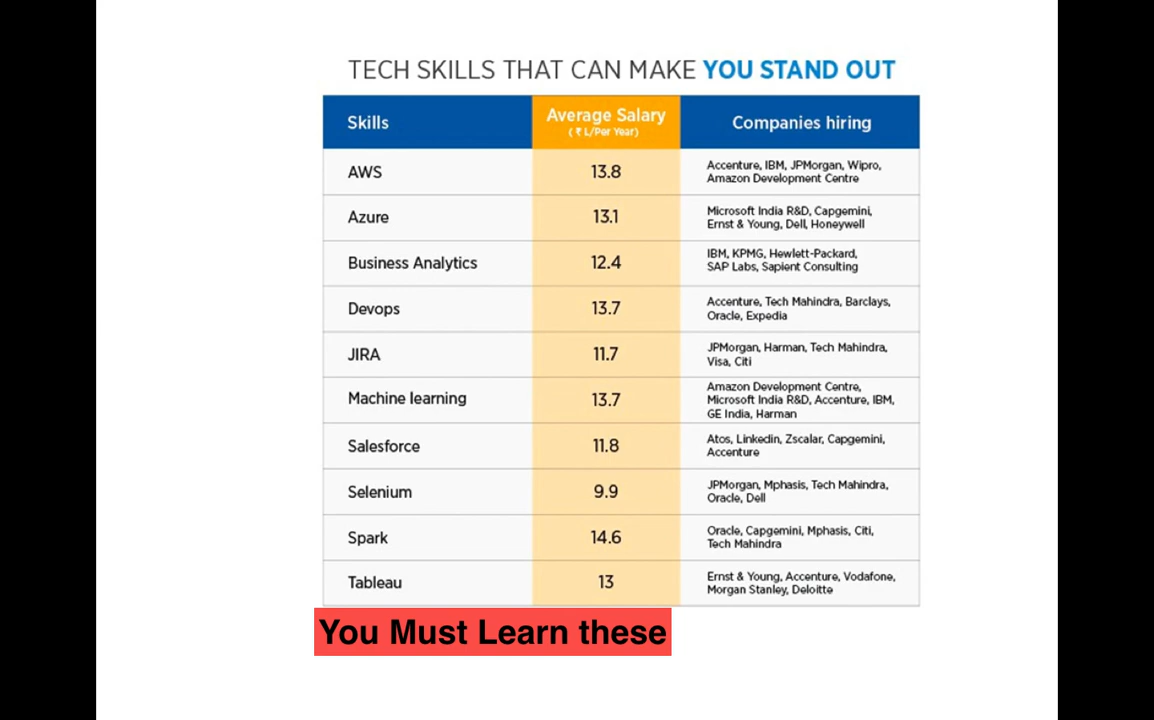 TECH SKILLS THAT CAN MAKE YOU STAND OUT
Skills
Average Salary
( ₹ L/Per Year)
Companies hiring
AWS
13.8
Accenture, IBM, JPMorgan, Wipro,
Amazon Development Centre
Azure
13.1
Microsoft India R&D, Capgemini,
Ernst & Young, Dell, Honeywell
Business Analytics
12.4
IBM, KPMG, Hewlett-Packard,
SAP Labs, Sapient Consulting
Devops
13.7
Accenture, Tech Mahindra, Barclays,
Oracle, Expedia
JIRA
11.7
JPMorgan, Harman, Tech Mahindra,
Visa, Citi
Machine learning
13.7
Amazon Development Centre,
Microsoft India R&D, Accenture, IBM,
GE India, Harman
Salesforce
11.8
Atos, Linkedin, Zscalar, Capgemini,
Accenture
Selenium
9.9
JPMorgan, Mphasis, Tech Mahindra,
Oracle, Dell
Spark
14.6
Oracle, Capgemini, Mphasis, Citi,
Tech Mahindra
Tableau
13
Ernst & Young, Accenture, Vodafone,
Morgan Stanley, Deloitte
You Must Learn these